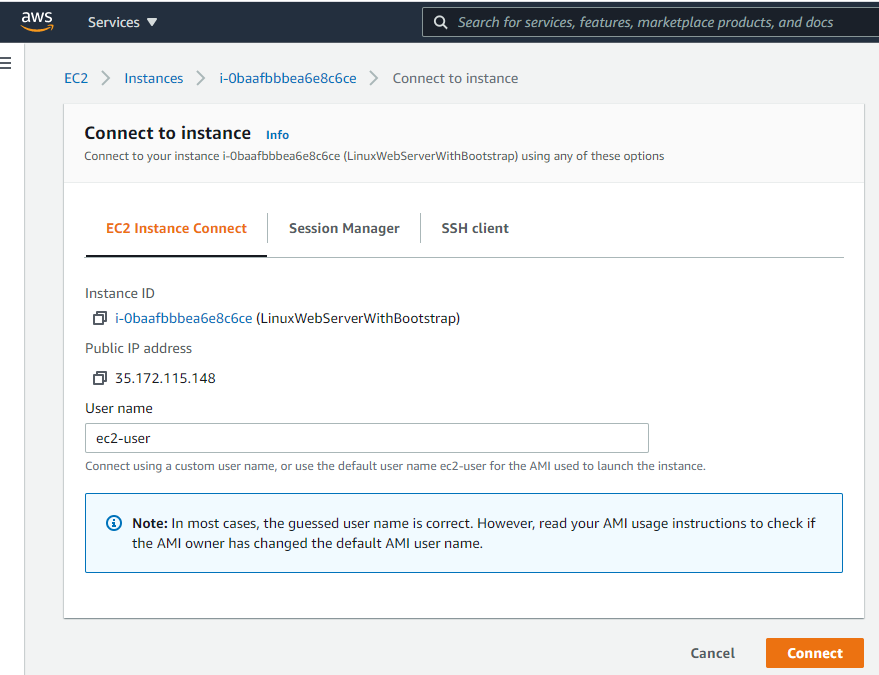 aws Services Search for services, features, marketplace products, and docs
EC2 Instances i-0baafbbbea6e8c6ce Connect to instance
Connect to instance Info
Connect to your instance i-0baafbbbea6e8c6ce (LinuxWebServerWithBootstrap) using any of these options
EC2 Instance Connect Session Manager SSH client
Instance ID
i-0baafbbbea6e8c6ce (LinuxWebServerWithBootstrap)
Public IP address
35.172.115.148
User name
ec2-user
Connect using a custom user name, or use the default user name ec2-user for the AMI used to launch the instance.
Note: In most cases, the guessed user name is correct. However, read your AMI usage instructions to check if
the AMI owner has changed the default AMI user name.
Cancel Connect